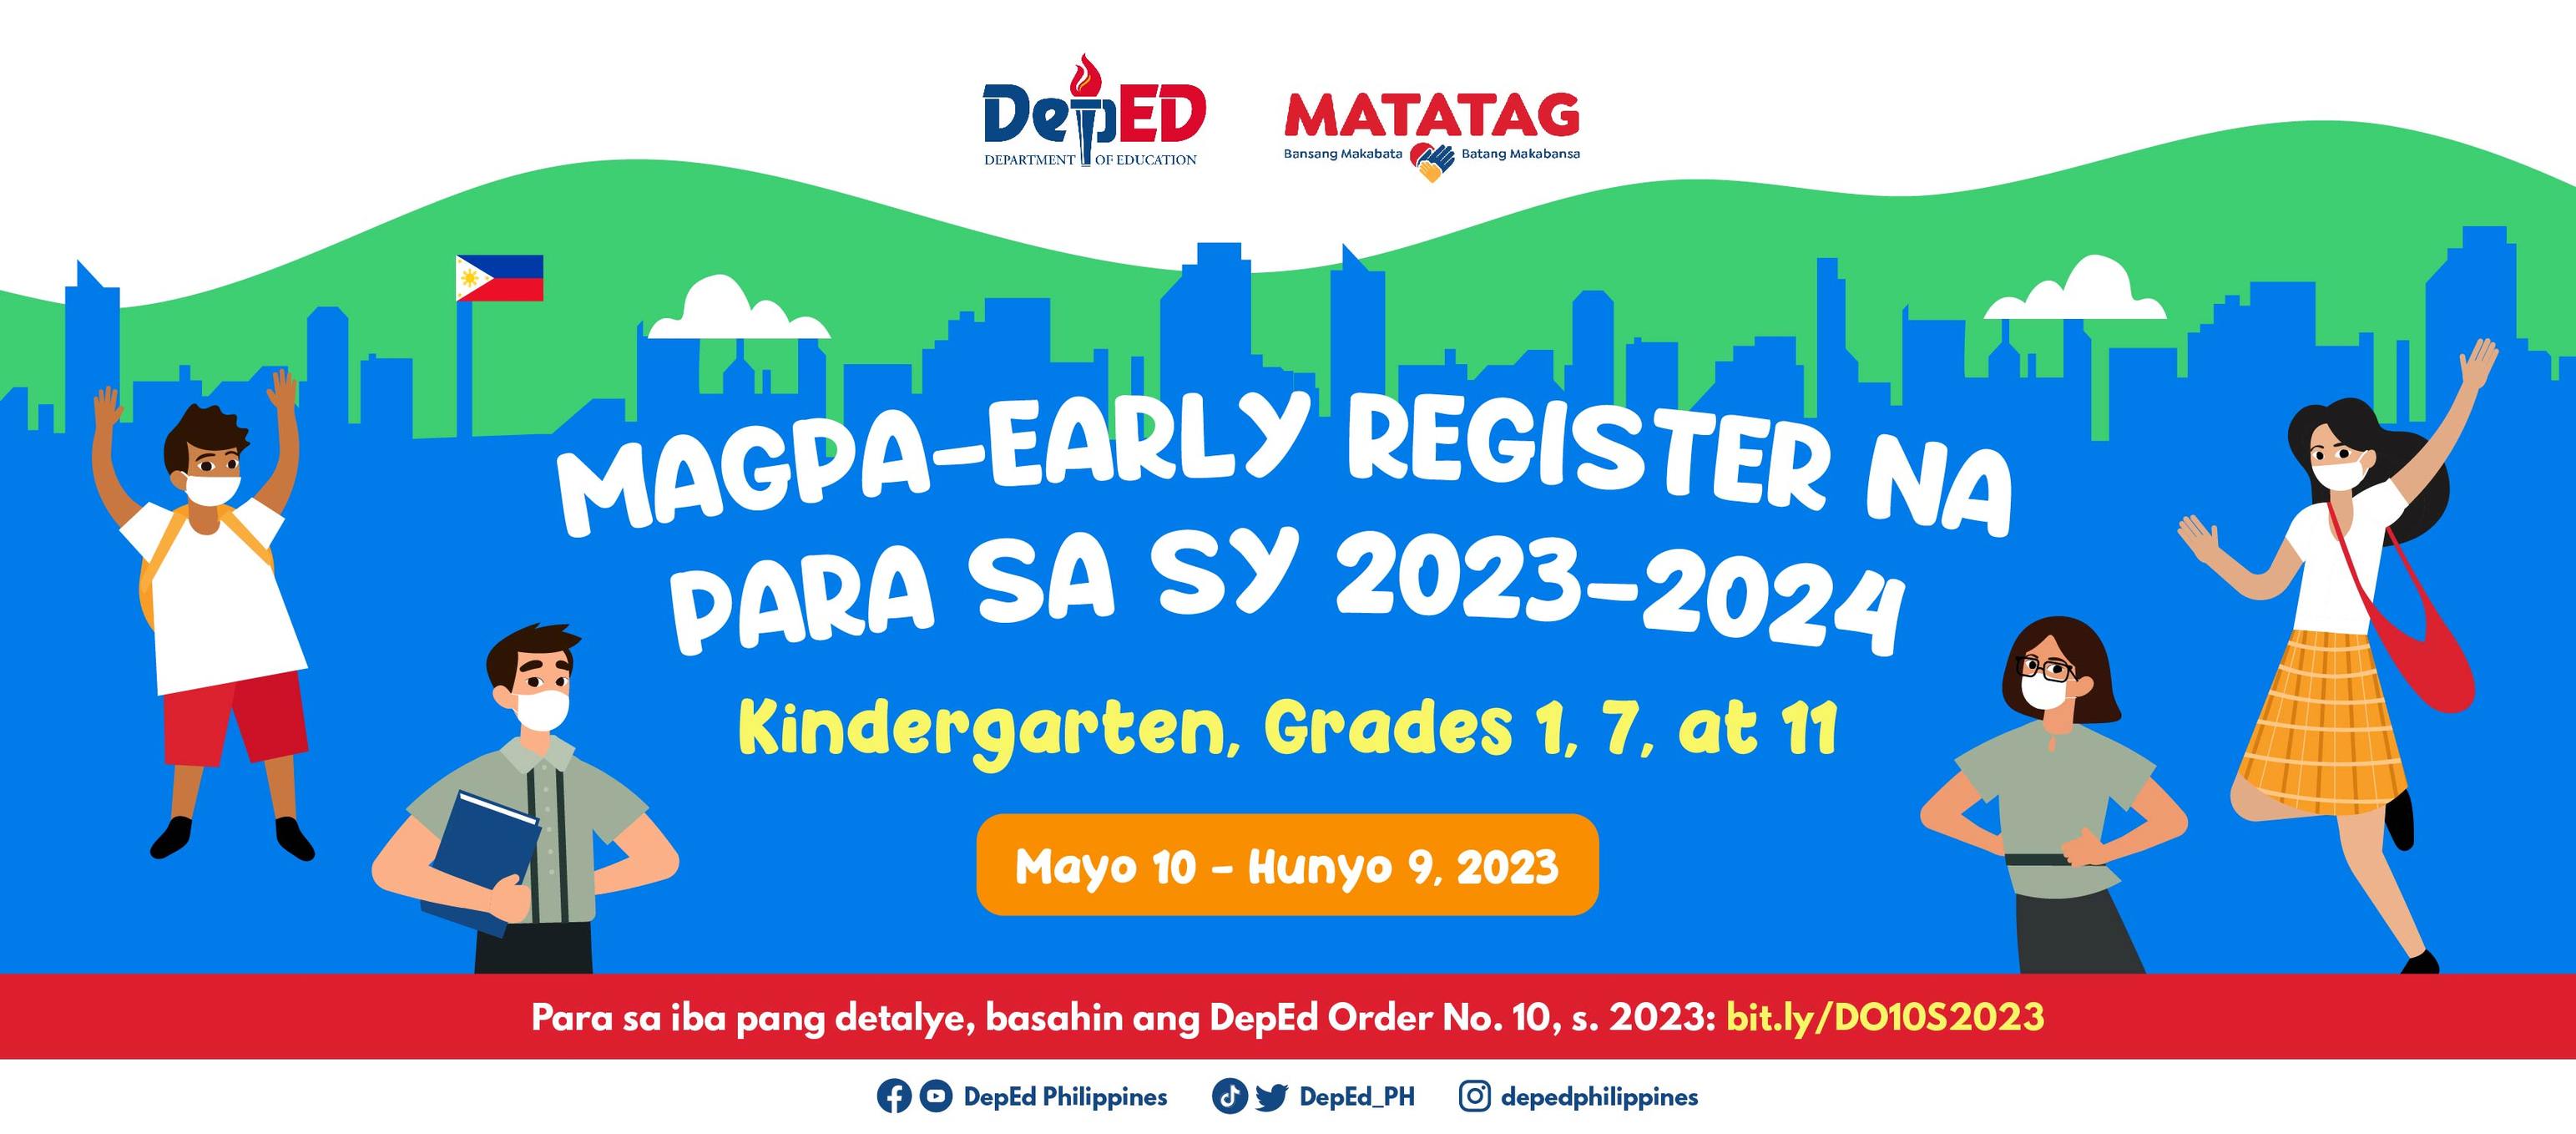 DepED
DEPARTMENT OF EDUCATION
MATATAG
Bansang Makabata Batang Makabansa
MAGPA-EARLY REGISTER NA
PARA SA SY 2023-2024
Kindergarten, Grades 1, 7, at 11
Mayo 10 - Hunyo 9, 2023
Para sa iba pang detalye, basahin ang DepEd Order No. 10, s. 2023: bit.ly/DO10S2023
DepEd Philippines DepEd_PH depedphilippines